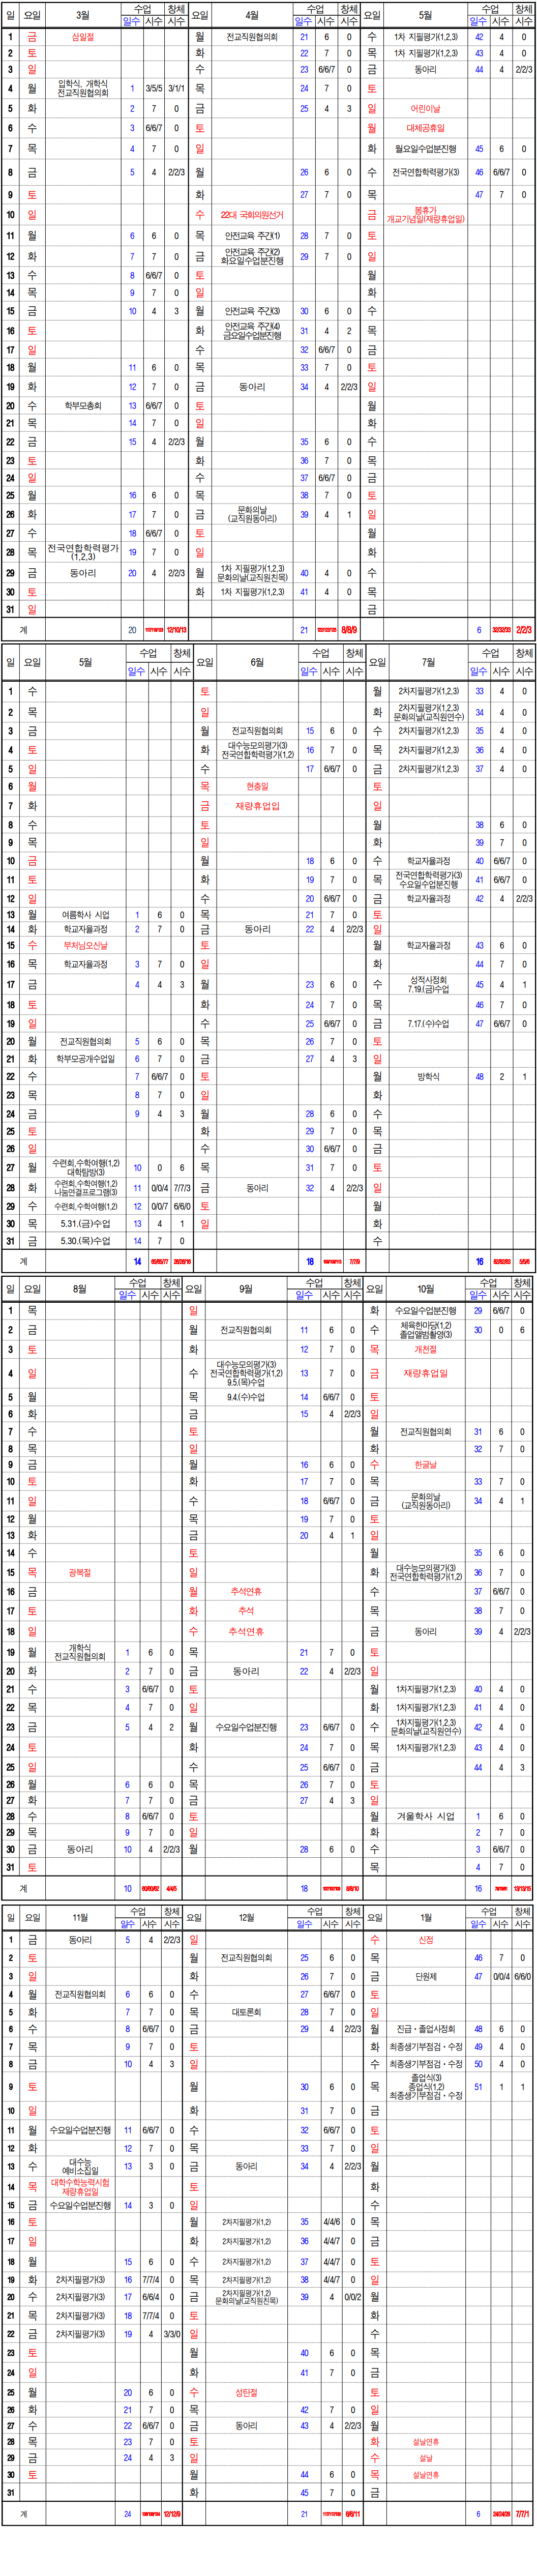 일 요일 3월 수업 창체 요일 4월 수업 창체 요일 5월 수업 창체
일수 시수 시수 일수 시수 시수 일수 시수 시수
1 금 삼일절 월 전교직원협의회 21 6 0 수 1차 지필평가(1,2,3) 42 4 0
2 토 화 22 7 0 목 1차 지필평가(1,2,3) 43 4 0
3 일 수 23 6/6/7 0 금 동아리 44 4 2/2/3
4 월 입학식, 개학식 전교직원협의회 1 3/5/5 3/1/1 목 24 7 0 토
5 화 2 7 0 금 25 4 3 일 어린이날
6 수 3 6/6/7 0 토 월 대체공휴일
7 목 4 7 0 일 화 월요일수업분진행 45 6 0
8 금 5 4 2/2/3 월 26 6 0 수 전국연합학력평가(3) 46 6/6/7 0
9 토 화 27 7 0 목 47 7 0
10 일 수 22대 국회의원선거 금 봄휴가 개교기념일(재량휴업일)
11 월 6 6 0 목 안전교육 주간(1) 28 7 0 토
12 화 7 7 0 금 안전교육 주간(2) 화요일수업분진행 29 7 0 일
13 수 8 6/6/7 0 토 월
14 목 9 7 0 일 화
15 금 10 4 3 월 안전교육 주간(3) 30 6 0 수
16 토 화 안전교육 주간(4) 금요일수업분진행 31 4 2 목
17 일 수 32 6/6/7 0 금
18 월 11 6 0 목 33 7 0 토
19 화 12 7 0 금 동아리 34 4 2/2/3 일
20 수 학부모총회 13 6/6/7 0 토 월
21 목 14 7 0 일 화
22 금 15 4 2/2/3 월 35 6 0 수
23 토 화 36 7 0 목
24 일 수 37 6/6/7 0 금
25 월 16 6 0 목 38 7 0 토
26 화 17 7 0 금 문화의날 (교직원동아리) 39 4 1 일
27 수 18 6/6/7 0 토 월
28 목 전국연합학력평가 (1,2,3) 19 7 0 일 화
29 금 동아리 20 4 2/2/3 월 1차 지필평가(1,2,3) 문화의날(교직원친목) 40 4 0 수
30 토 화 1차 지필평가(1,2,3) 41 4 0 목
31 일 금
계 20 12/10/13 21 8/8/9 6 32/32/33 2/2/3
일 요일 5월 수업 창체 요일 6월 수업 창체 요일 7월 수업 창체
일수 시수 시수 일수 시수 시수 일수 시수 시수
1 수 토 월 2차지필평가(1,2,3) 33 4 0
2 목 일 화 2차지필평가(1,2,3) 문화의날(교직원연수) 34 4 0
3 금 월 전교직원협의회 15 6 0 수 2차지필평가(1,2,3) 35 4 0
4 토 화 대수능모의평가(3) 전국연합학력평가(1,2) 16 7 0 목 2차지필평가(1,2,3) 36 4 0
5 일 수 17 6/6/7 0 금 2차지필평가(1,2,3) 37 4 0
6 월 목 현충일 토
7 화 금 재량휴업입 일
8 수 토 월 38 6 0
9 목 일 화 39 7 0
10 금 월 18 6 0 수 학교자율과정 40 6/6/7 0
11 토 화 19 7 0 목 전국연합학력평가(3) 수요일수업분진행 41 6/6/7 0
12 일 수 20 6/6/7 0 금 학교자율과정 42 4 2/2/3
13 월 여름학사 시업 1 6 0 목 21 7 0 토
14 화 학교자율과정 2 7 0 금 동아리 22 4 2/2/3 일
15 수 부처님오신날 토 월 학교자율과정 43 6 0
16 목 학교자율과정 3 7 0 일 화 44 7 0
17 금 4 4 3 월 23 6 0 수 성적사정회 7.19.(금)수업 45 4 1
18 토 화 24 7 0 목 46 7 0
19 일 수 25 6/6/7 0 금 7.17.(수)수업 47 6/6/7 0
20 월 전교직원협의회 5 6 0 목 26 7 0 토
21 화 학부모공개수업일 6 7 0 금 27 4 3 일
22 수 7 6/6/7 0 토 월 방학식 48 2 1
23 목 8 7 0 일 화
24 금 9 4 3 월 28 6 0 수
25 토 화 29 7 0 목
26 일 수 30 6/6/7 0 금
27 월 수련회,수학여행(1,2) 대학탐방(3) 10 0 6 목 31 7 0 토
28 화 수련회,수학여행(1,2) 나눔연결프로그램(3) 11 0/0/4 7/7/3 금 동아리 32 4 2/2/3 일
29 수 수련회,수학여행(1,2) 12 0/0/7 6/6/0 토 월
30 목 5.31.(금)수업 13 4 1 일 화
31 금 5.30.(목)수업 14 7 0 수
계 14 65/65/77 26/26/16 18 7/7/9 16 82/82/83 5/5/6
일 요일 8월 수업 창체 요일 9월 수업 창체 요일 10월 수업 창체
일수 시수 시수 일수 시수 시수 일수 시수 시수
1 목 일 화 수요일수업분진행 29 6/6/7 0
2 금 월 전교직원협의회 11 6 0 수 체육한마당(1,2) 졸업앨범촬영(3) 30 0 6
3 토 화 12 7 0 목 개천절
4 일 수 대수능모의평가(3) 전국연합학력평가(1,2) 9.5.(목)수업 13 7 0 금 재량휴업일
5 월 목 9.4.(수)수업 14 6/6/7 0 토
6 화 금 15 4 2/2/3 일
7 수 토 월 전교직원협의회 31 6 0
8 목 일 화 32 7 0
9 금 월 16 6 0 수 한글날
10 토 화 17 7 0 목 33 7 0
11 일 수 18 6/6/7 0 금 문화의날 (교직원동아리) 34 4 1
12 월 목 19 7 0 토
13 화 금 20 4 1 일
14 수 토 월 35 6 0
15 목 광복절 일 화 대수능모의평가(3) 전국연합학력평가(1,2) 36 7 0
16 금 월 추석연휴 수 37 6/6/7 0
17 토 화 추석 목 38 7 0
18 일 수 추석연휴 금 동아리 39 4 2/2/3
19 월 개학식 전교직원협의회 1 6 0 목 21 7 0 토
20 화 2 7 0 금 동아리 22 4 2/2/3 일
21 수 3 6/6/7 0 토 월 1차지필평가(1,2,3) 40 4 0
22 목 4 7 0 일 화 1차지필평가(1,2,3) 41 4 0
23 금 5 4 2 월 수요일수업분진행 23 6/6/7 0 수 1차지필평가(1,2,3) 문화의날(교직원연수) 42 4 0
24 토 화 24 7 0 목 1차지필평가(1,2,3) 43 4 0
25 일 수 25 6/6/7 0 금 44 4 3
26 월 6 6 0 목 26 7 0 토
27 화 7 7 0 금 27 4 3 일
28 수 8 6/6/7 0 토 월 겨울학사 시업 1 6 0
29 목 9 7 0 일 화 2 7 0
30 금 동아리 10 4 2/2/3 월 28 6 0 수 3 6/6/7 0
31 토 목 4 7 0
계 10 60/60/62 4/4/5 18 8/8/10 16 13/13/15
일 요일 11월 수업 창체 요일 12월 수업 창체 요일 1월 수업 창체
일수 시수 시수 일수 시수 시수 일수 시수 시수
1 금 동아리 5 4 2/2/3 일 수 신정
2 토 월 전교직원협의회 25 6 0 목 46 7 0
3 일 화 26 7 0 금 단원제 47 0/0/4 6/6/0
4 월 전교직원협의회 6 6 0 수 27 6/6/7 0 토
5 화 7 7 0 목 대토론회 28 7 0 일
6 수 8 6/6/7 0 금 29 4 2/2/3 월 진급·졸업사정회 48 6 0
7 목 9 7 0 토 화 최종생기부점검·수정 49 4 0
8 금 10 4 3 일 수 최종생기부점검·수정 50 4 0
9 토 월 30 6 0 목 졸업식(3) 종업식(1,2) 최종생기부점검·수정 51 1 1
10 일 화 31 7 0 금
11 월 수요일수업분진행 11 6/6/7 0 수 32 6/6/7 0 토
12 화 12 7 0 목 33 7 0 일
13 수 대수능 예비소집일 13 3 0 금 동아리 34 4 2/2/3 월
14 목 대학수학능력시험 재량휴업일 토 화
15 금 수요일수업분진행 14 3 0 일 수
16 토 월 2차지필평가(1,2) 35 4/4/6 0 목
17 일 화 2차지필평가(1,2) 36 4/4/7 0 금
18 월 15 6 0 수 2차지필평가(1,2) 37 4/4/7 0 토
19 화 2차지필평가(3) 16 7/7/4 0 목 2차지필평가(1,2) 38 4/4/7 0 일
20 수 2차지필평가(3) 17 6/6/4 0 금 2차지필평가(1,2) 문화의날(교직원친목) 39 4 0/0/2 월
21 목 2차지필평가(3) 18 7/7/4 0 토 화
22 금 2차지필평가(3) 19 4 3/3/0 일 수
23 토 월 40 6 0 목
24 일 화 41 7 0 금
25 월 20 6 0 수 성탄절 토
26 화 21 7 0 목 42 7 0 일
27 수 22 6/6/7 0 금 동아리 43 4 2/2/3 월
28 목 23 7 0 토 화 설날연휴
29 금 24 4 3 일 수 설날
30 토 월 44 6 0 목 설날연휴
31 화 45 7 0 금
계 24 12/12/9 21 6/6/11 6 7/7/1